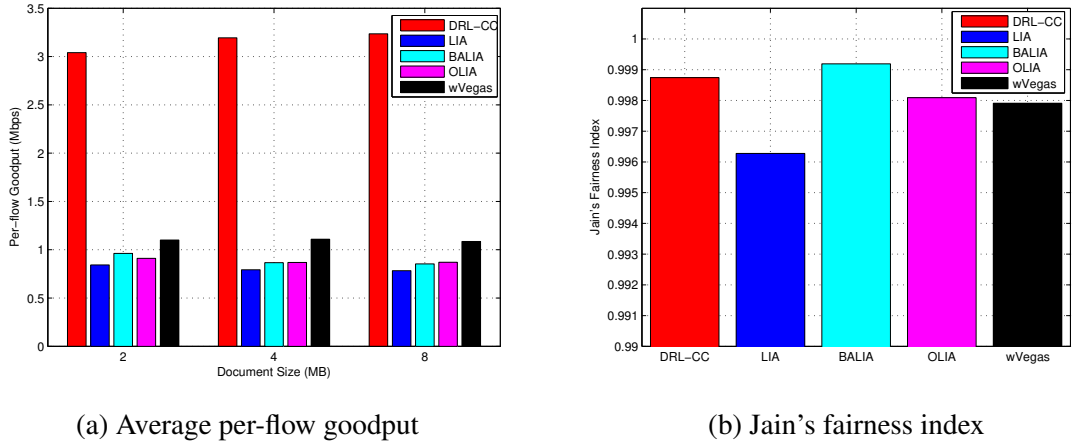 3.5
3
2.5
2
1.5
1
0.5
0
Per−flow Goodput (Mbps)
2
4
8
Document Size (MB)
DRL−CC
LIA
BALIA
OLIA
wVegas
(a) Average per-flow goodput
1
0.999
0.998
0.997
0.996
0.995
0.994
0.993
0.992
0.991
0.99
Jain's Fairness Index
DRL−CC
LIA
BALIA
OLIA
wVegas
DRL−CC
LIA
BALIA
OLIA
wVegas
(b) Jain's fairness index